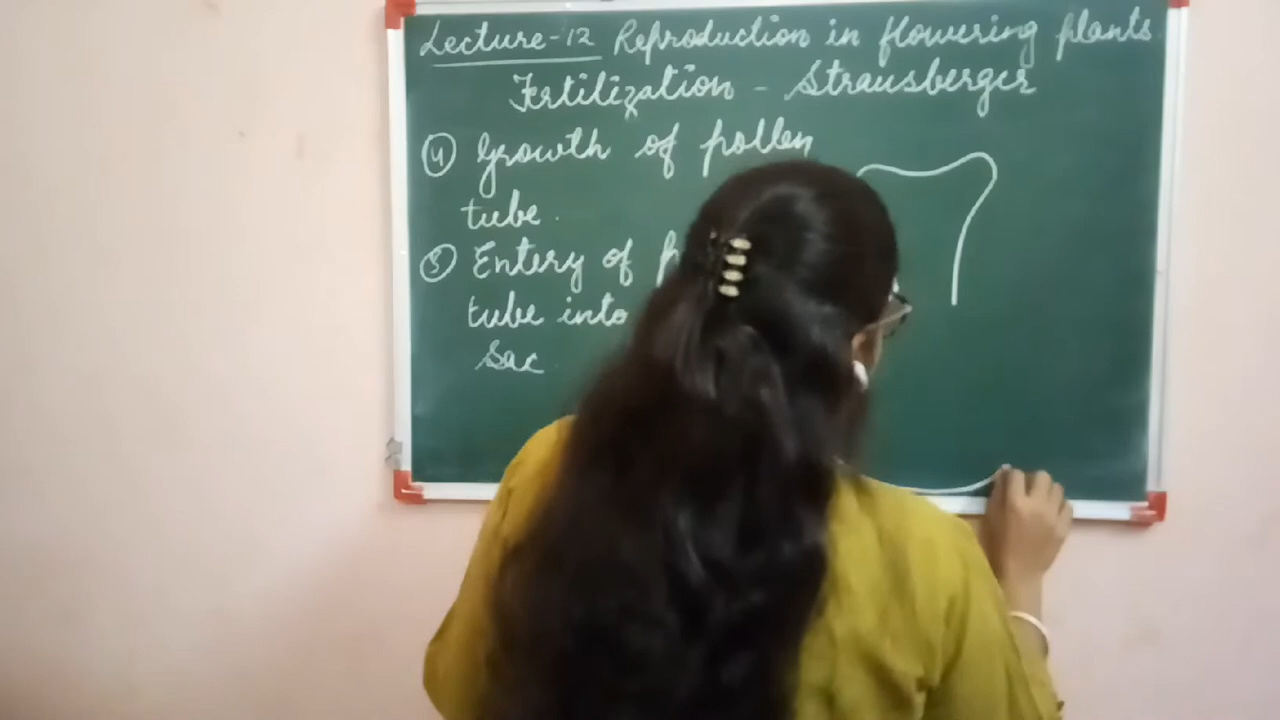 Lecture-12 Reproduction in flowering plants
Fertilization - Strausberger
④ Growth of pollen
tube.
⑤ Entery of
tube into
Sac